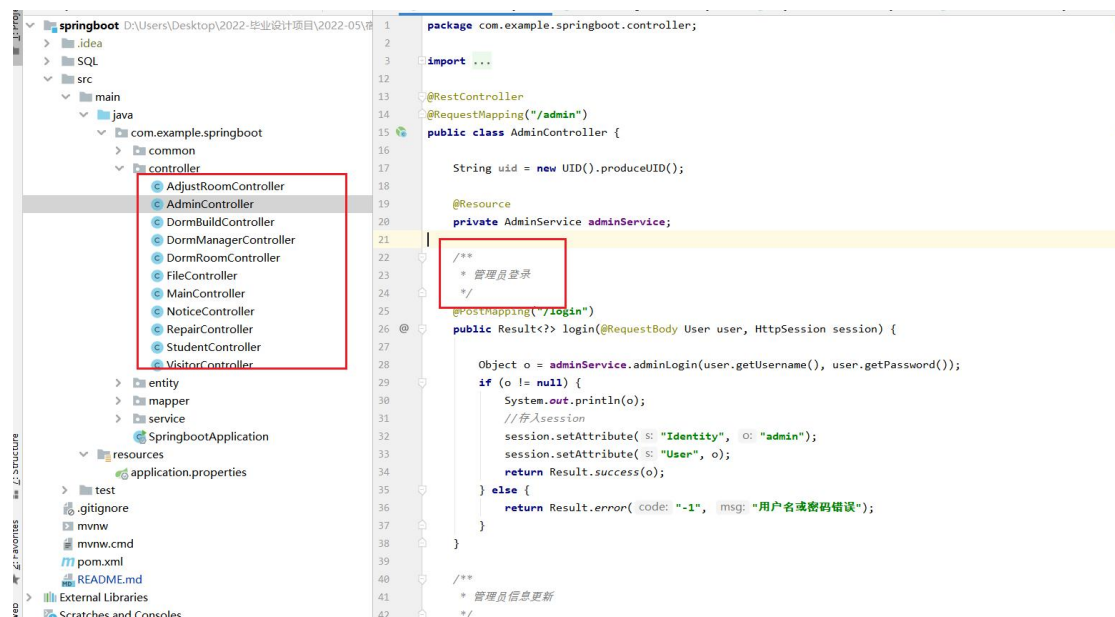 springboot D:\Users\Desktop\2022-毕业设计项目\2022-05\宿
.idea
SQL
src
main
java
com.example.springboot
common
controller
AdjustRoomController
AdminController
DormBuildController
DormManagerController
DormRoomController
FileController
MainController
NoticeController
RepairController
StudentController
VisitorController
entity
mapper
service
SpringbootApplication
resources
application.properties
test
.gitignore
mvnw
mvnw.cmd
pom.xml
README.md
External Libraries
Scratches and Consoles
Z: Structure
Favorites
1 package com.example.springboot.controller;
2
3 import ...
12
13 @RestController
14 @RequestMapping("/admin")
15 public class AdminController {
16
17 String uid = new UID().produceUID();
18
19 @Resource
20 private AdminService adminService;
21
22 /**
23 * 管理员登录
24 */
25 @PostMapping("/login")
26 @ public Result<?> login(@RequestBody User user, HttpSession session) {
27
28 Object o = adminService.adminLogin(user.getUsername(), user.getPassword());
29 if (o != null) {
30 System.out.println(o);
31 //存入session
32 session.setAttribute( s: "Identity", o: "admin");
33 session.setAttribute( s: "User", o);
34 return Result.success(o);
35 } else {
36 return Result.error( code: "-1", msg: "用户名或密码错误");
37 }
38 }
39
40 /**
41 * 管理员信息更新
42 */